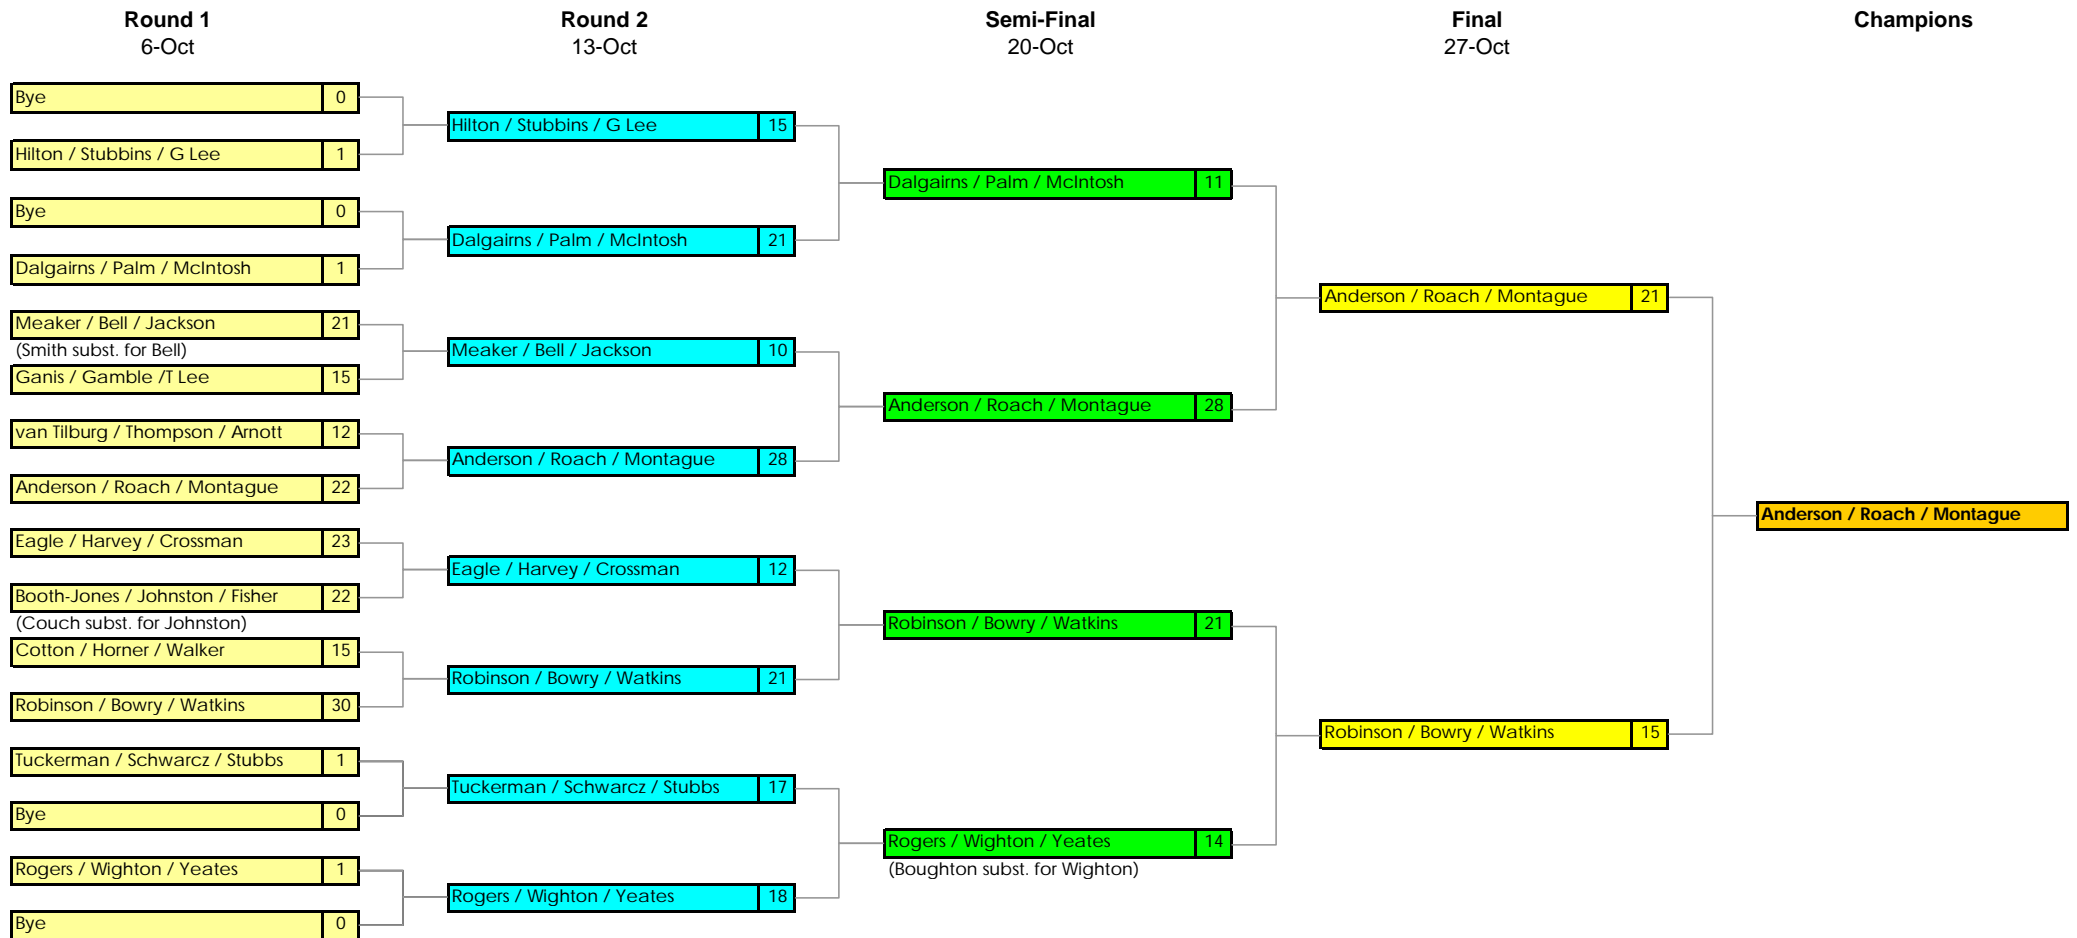 Round 1
6-Oct
Round 2
13-Oct
Semi-Final
20-Oct
Final
27-Oct
Champions
Bye 0
Hilton / Stubbins / G Lee 1
Bye 0
Dalgairns / Palm / McIntosh 1
Meaker / Bell / Jackson 21
(Smith subst. for Bell)
Ganis / Gamble /T Lee 15
van Tilburg / Thompson / Arnott 12
Anderson / Roach / Montague 22
Eagle / Harvey / Crossman 23
Booth-Jones / Johnston / Fisher 22
(Couch subst. for Johnston)
Cotton / Horner / Walker 15
Robinson / Bowry / Watkins 30
Tuckerman / Schwarcz / Stubbs 1
Bye 0
Rogers / Wighton / Yeates 1
Bye 0
Hilton / Stubbins / G Lee 15
Dalgairns / Palm / McIntosh 21
Meaker / Bell / Jackson 10
Anderson / Roach / Montague 28
Eagle / Harvey / Crossman 12
Robinson / Bowry / Watkins 21
Tuckerman / Schwarcz / Stubbs 17
Rogers / Wighton / Yeates 18
Dalgairns / Palm / McIntosh 11
Anderson / Roach / Montague 28
Robinson / Bowry / Watkins 21
Rogers / Wighton / Yeates 14
(Boughton subst. for Wighton)
Anderson / Roach / Montague 21
Robinson / Bowry / Watkins 15
Anderson / Roach / Montague